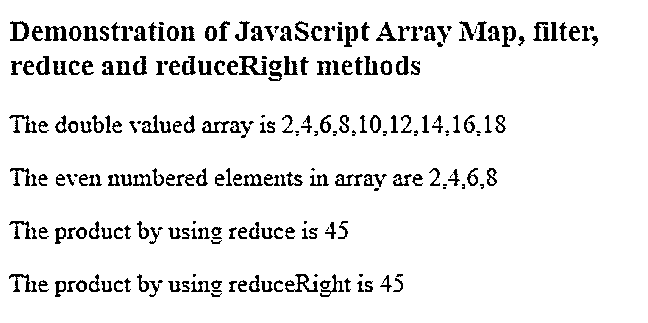 Demonstration of JavaScript Array Map, filter,
reduce and reduceRight methods
The double valued array is 2,4,6,8,10,12,14,16,18
The even numbered elements in array are 2,4,6,8
The product by using reduce is 45
The product by using reduceRight is 45